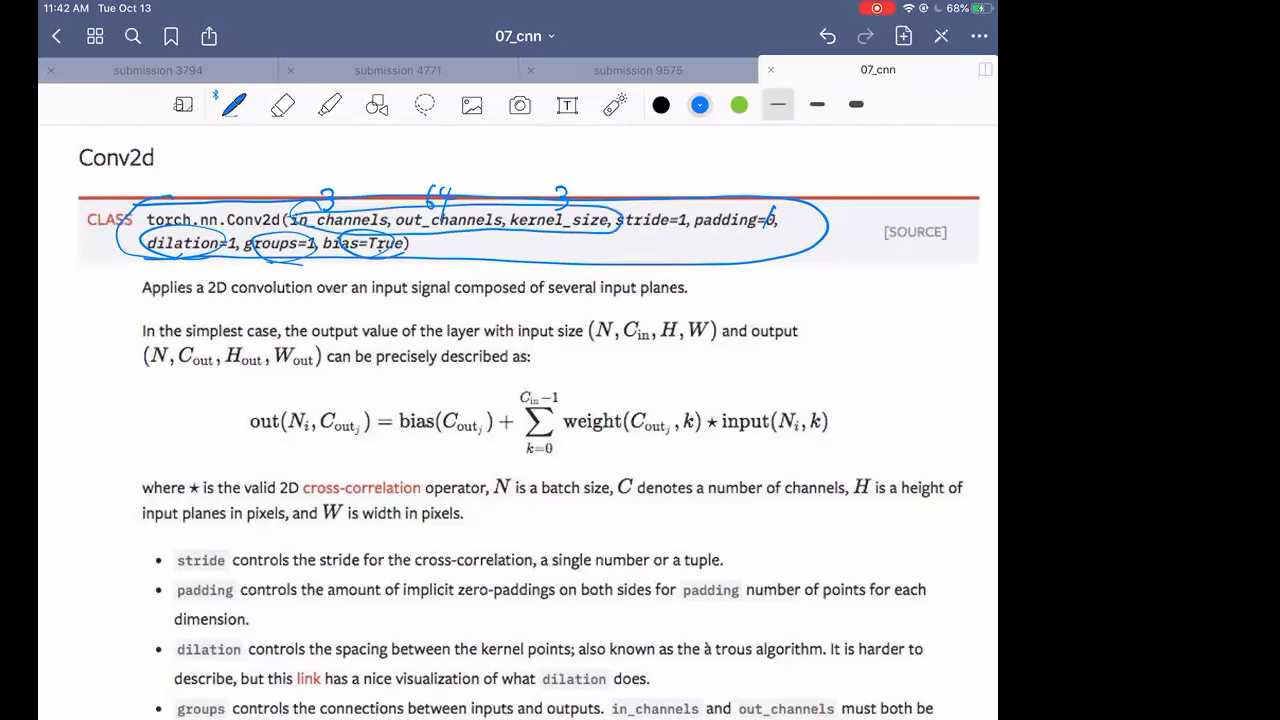 11:42 AM Tue Oct 13
68%
07_cnn
submission 3794
submission 4771
submission 9575
07_cnn
Conv2d
3 64 3
CLASS torch.nn.Conv2d(in_channels, out_channels, kernel_size, stride=1, padding=0,
dilation=1, groups=1, bias=True)
[SOURCE]
Applies a 2D convolution over an input signal composed of several input planes.
In the simplest case, the output value of the layer with input size (N, C_in, H, W) and output
(N, C_out, H_out, W_out) can be precisely described as:
out(N_i, C_out_j) = bias(C_out_j) + ∑_{k=0}^{C_in−1} weight(C_out_j, k) ⋆ input(N_i, k)
where ⋆ is the valid 2D cross-correlation operator, N is a batch size, C denotes a number of channels, H is a height of
input planes in pixels, and W is width in pixels.
• stride controls the stride for the cross-correlation, a single number or a tuple.
• padding controls the amount of implicit zero-paddings on both sides for padding number of points for each
dimension.
• dilation controls the spacing between the kernel points; also known as the à trous algorithm. It is harder to
describe, but this link has a nice visualization of what dilation does.
• groups controls the connections between inputs and outputs. in_channels and out_channels must both be